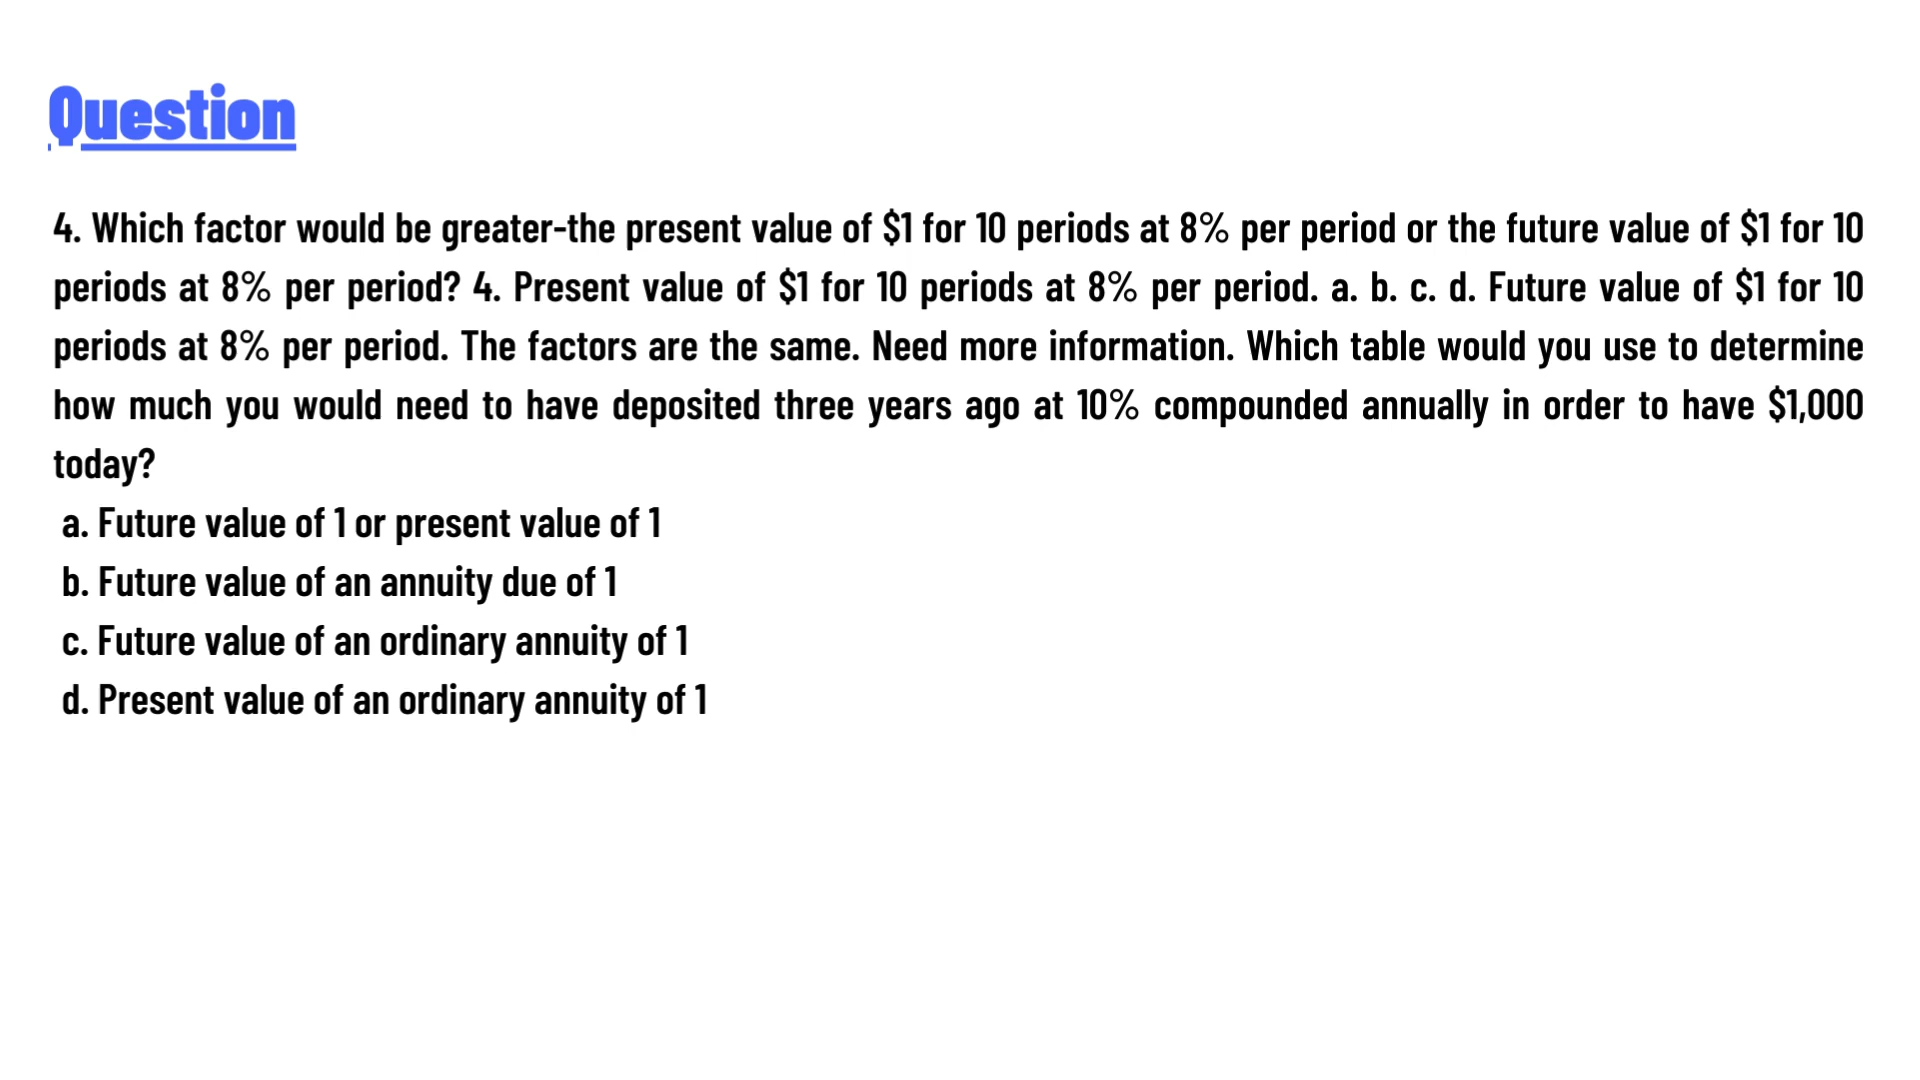 Question
4. Which factor would be greater-the present value of $1 for 10 periods at 8% per period or the future value of $1 for 10
periods at 8% per period? 4. Present value of $1 for 10 periods at 8% per period. a. b. c. d. Future value of $1 for 10
periods at 8% per period. The factors are the same. Need more information. Which table would you use to determine
how much you would need to have deposited three years ago at 10% compounded annually in order to have $1,000
today?
a. Future value of 1 or present value of 1
b. Future value of an annuity due of 1
c. Future value of an ordinary annuity of 1
d. Present value of an ordinary annuity of 1